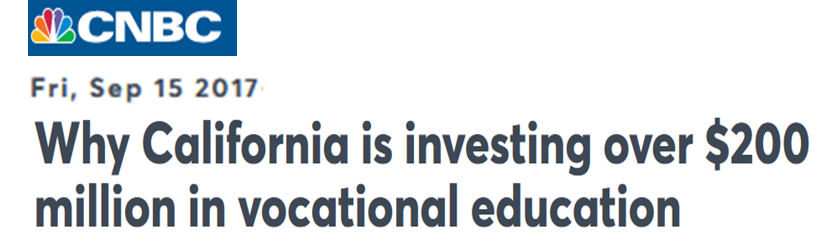 CNBC
Fri, Sep 15 2017
Why California is investing over $200
million in vocational education